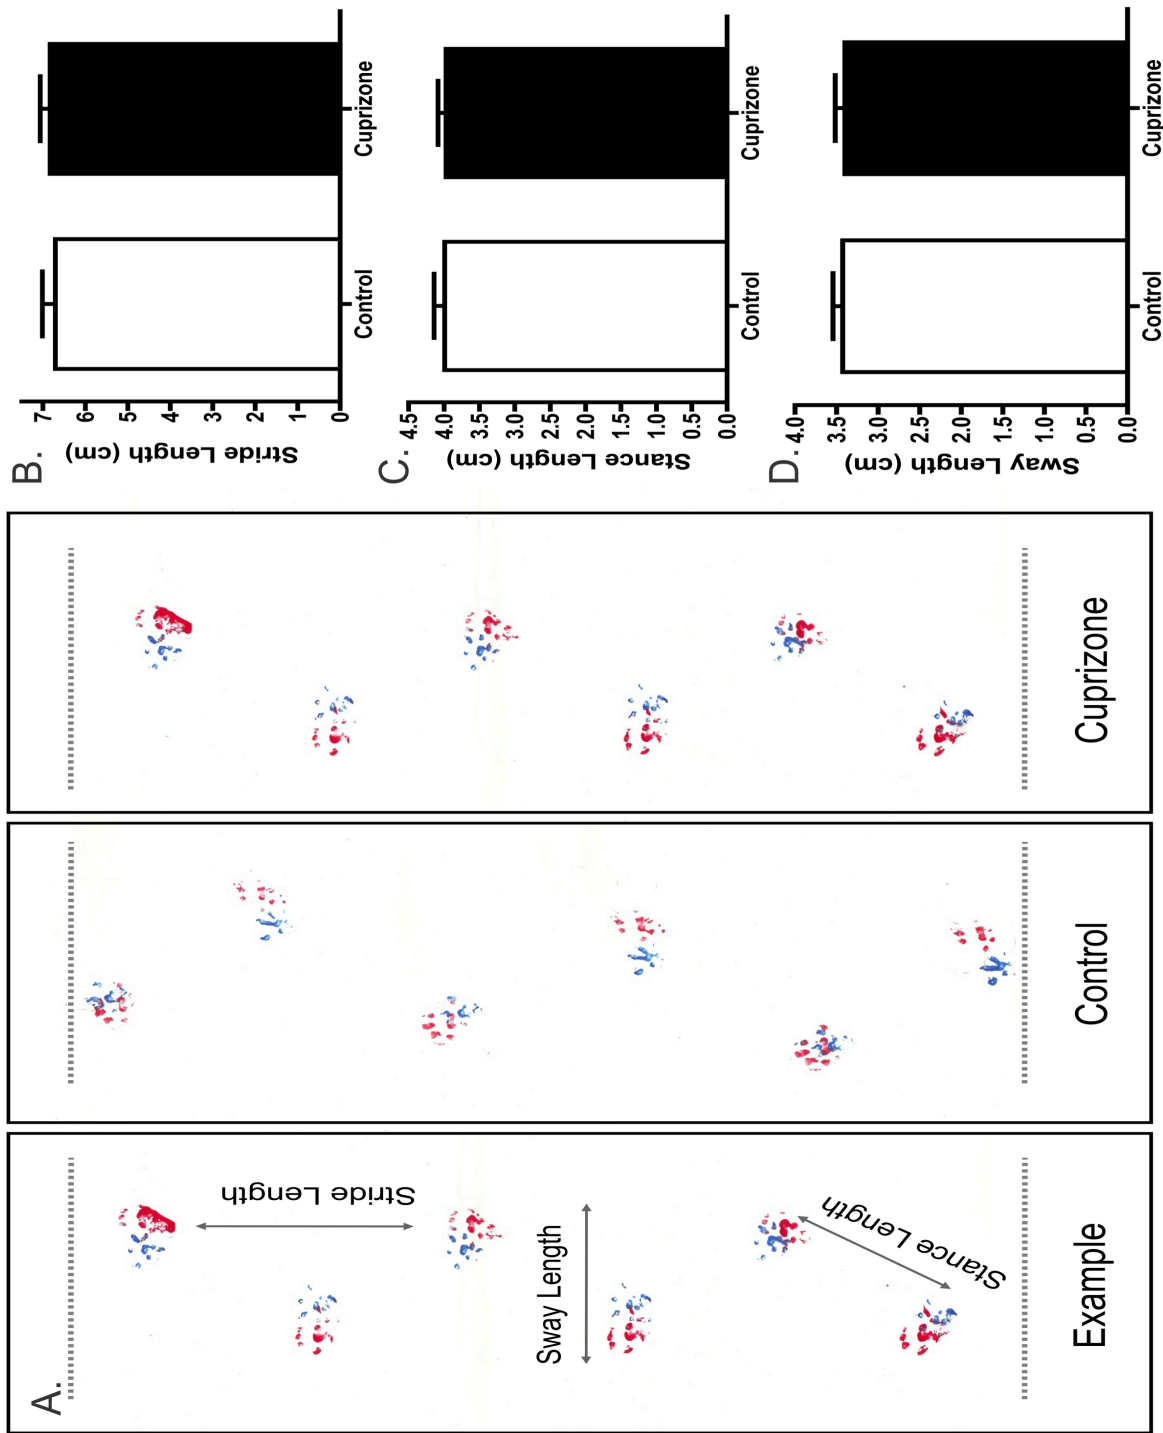 A.
Example
Stride Length
Sway Length
Stance Length
Control
Cuprizone
B.
Stride Length (cm)
7
6
5
4
3
2
1
0
Control
Cuprizone
C.
Stance Length (cm)
4.5
4.0
3.5
3.0
2.5
2.0
1.5
1.0
0.5
0.0
Control
Cuprizone
D.
Sway Length (cm)
4.0
3.5
3.0
2.5
2.0
1.5
1.0
0.5
0.0
Control
Cuprizone